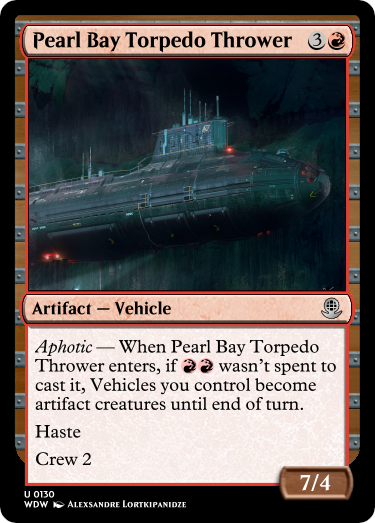 Pearl Bay Torpedo Thrower 3
Artifact — Vehicle
Aphotic — When Pearl Bay Torpedo
Thrower enters, if wasn't spent to
cast it, Vehicles you control become
artifact creatures until end of turn.
Haste
Crew 2
7/4
U 0130
WDW Alexsandre Lortkipanidze